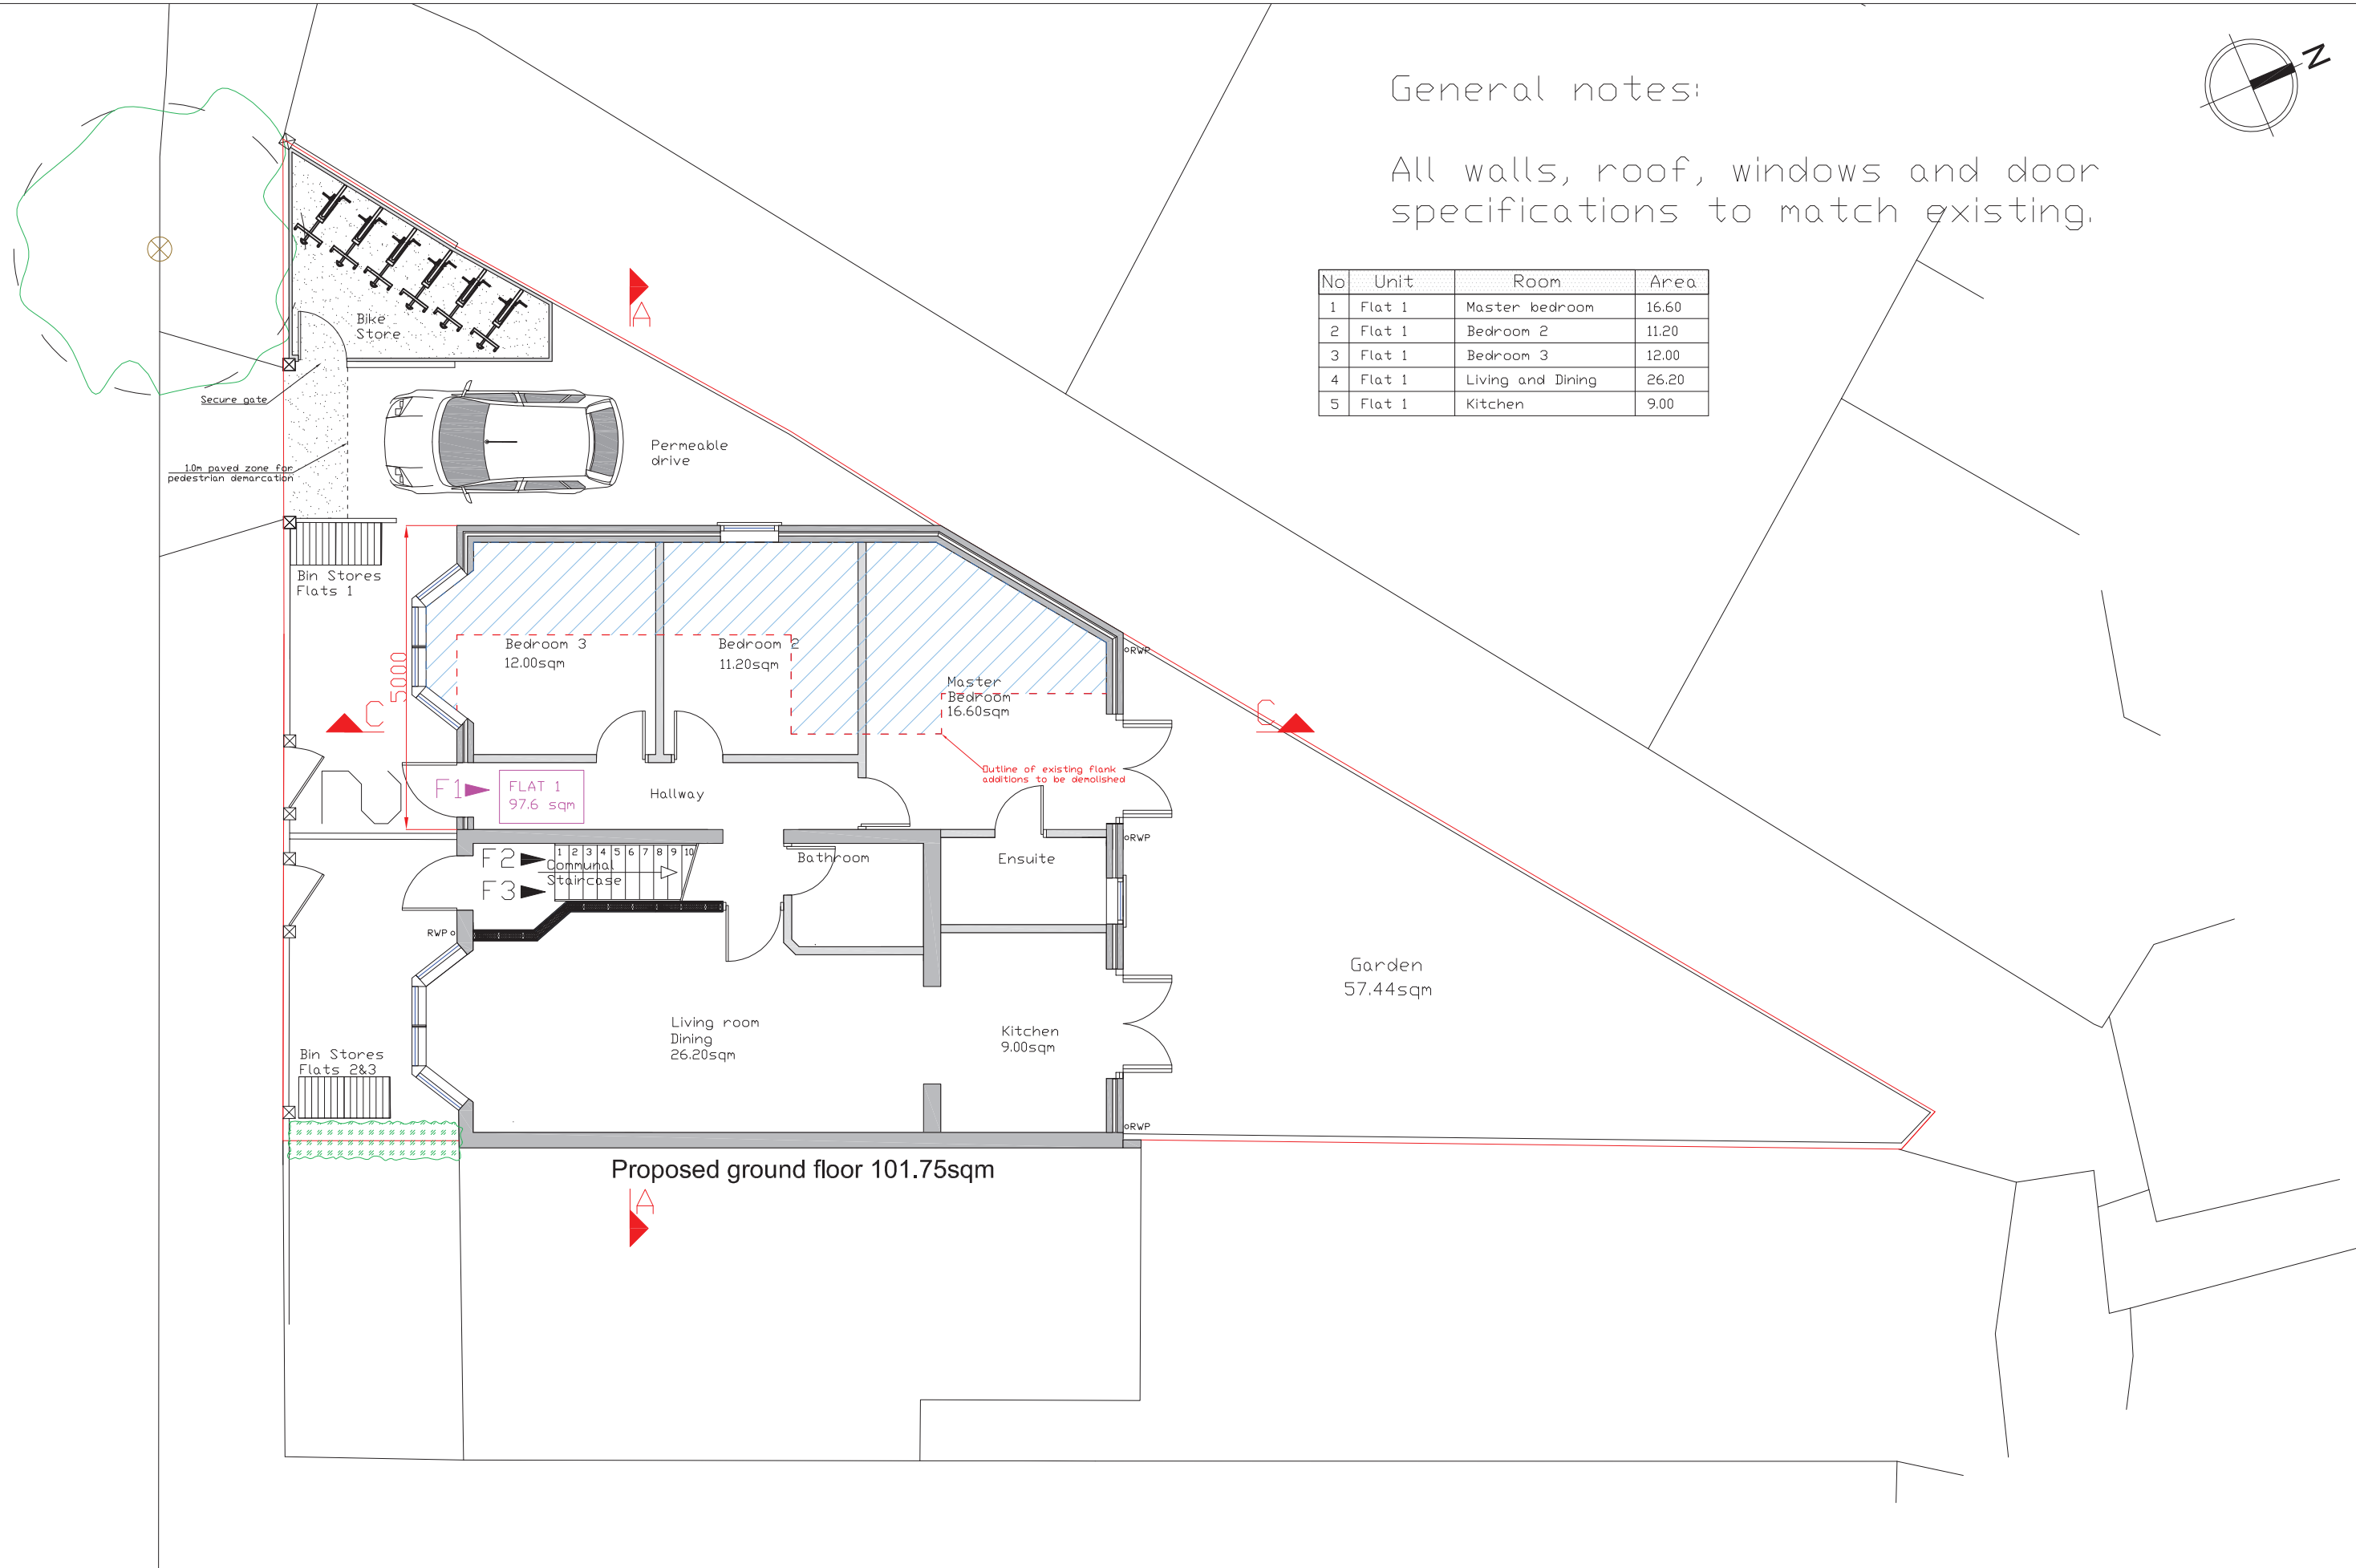 General notes:
All walls, roof, windows and door
specifications to match existing.
N
No Unit Room Area
1 Flat 1 Master bedroom 16.60
2 Flat 1 Bedroom 2 11.20
3 Flat 1 Bedroom 3 12.00
4 Flat 1 Living and Dining 26.20
5 Flat 1 Kitchen 9.00
Bike
Store
A
Secure gate
1.0m paved zone for
pedestrian demarcation
Permeable
drive
Bin Stores
Flats 1
5000
Bedroom 3
12.00sqm
Bedroom 2
11.20sqm
Master
Bedroom
16.60sqm
RWP
C
C
Outline of existing flank
additions to be demolished
F1
FLAT 1
97.6 sqm
Hallway
RWP
F2
F3
Communal
Staircase
1 2 3 4 5 6 7 8 9 10
Bathroom
Ensuite
RWP
Living room
Dining
26.20sqm
Kitchen
9.00sqm
Garden
57.44sqm
Bin Stores
Flats 2&3
RWP
Proposed ground floor 101.75sqm
A